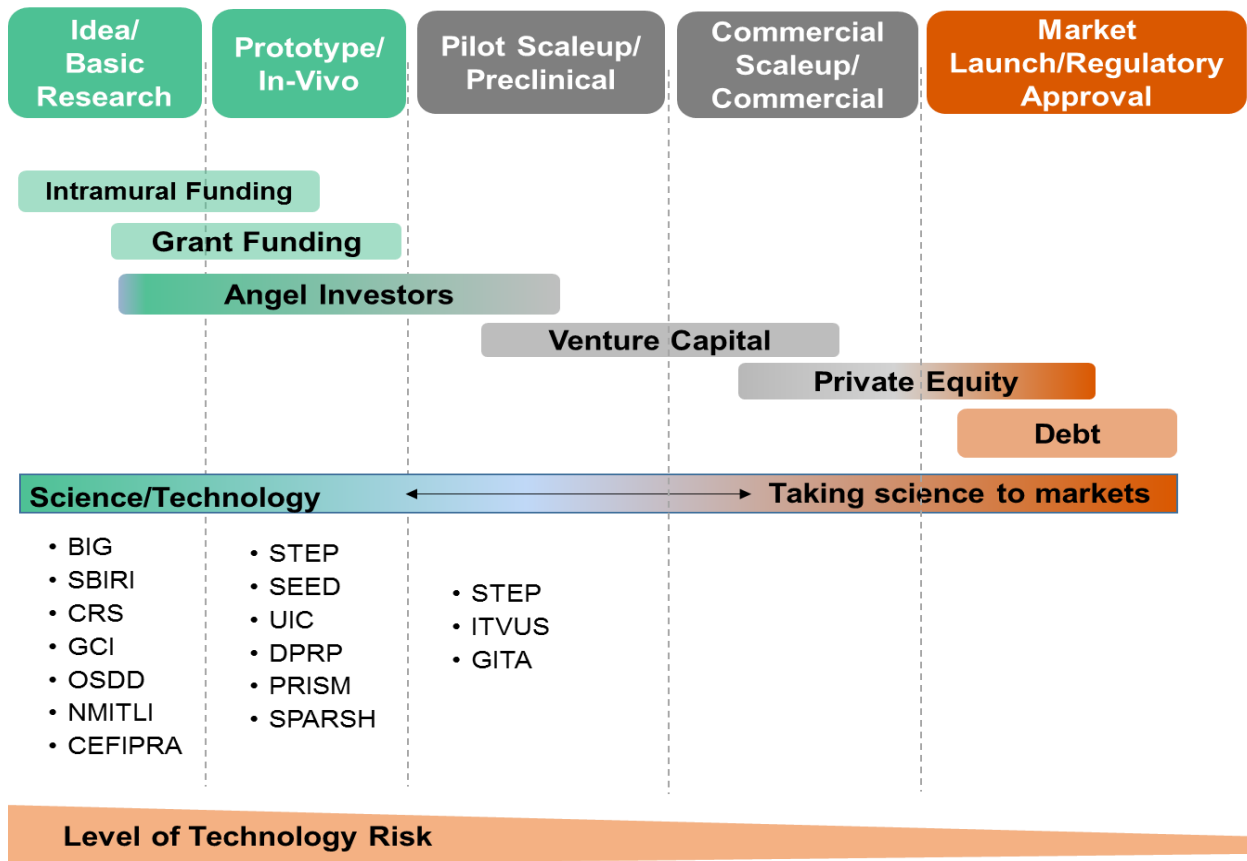 Idea/
Basic
Research
Prototype/
In-Vivo
Pilot Scaleup/
Preclinical
Commercial
Scaleup/
Commercial
Market
Launch/Regulatory
Approval
Intramural Funding
Grant Funding
Angel Investors
Venture Capital
Private Equity
Debt
Science/Technology
Taking science to markets
• BIG
• SBIRI
• CRS
• GCI
• OSDD
• NMITLI
• CEFIPRA
• STEP
• SEED
• UIC
• DPRP
• PRISM
• SPARSH
• STEP
• ITVUS
• GITA
Level of Technology Risk